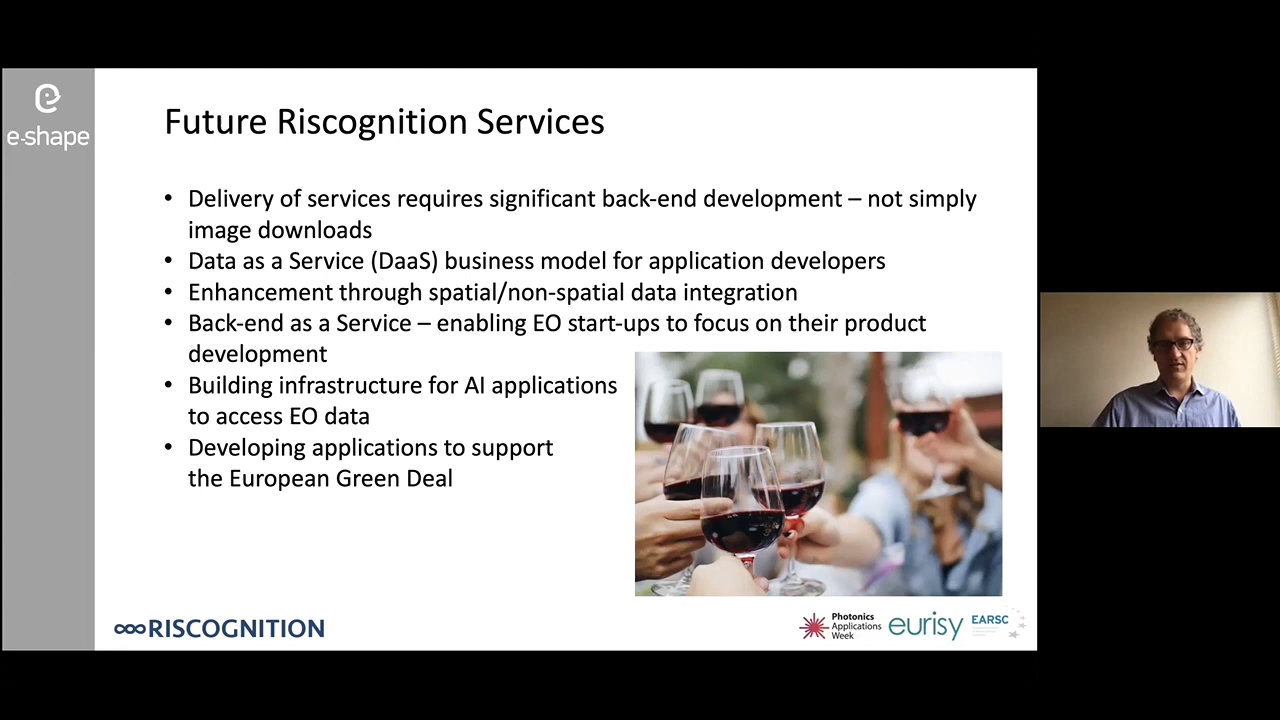 e-shape
Future Riscognition Services
• Delivery of services requires significant back-end development – not simply
image downloads
• Data as a Service (DaaS) business model for application developers
• Enhancement through spatial/non-spatial data integration
• Back-end as a Service – enabling EO start-ups to focus on their product
development
• Building infrastructure for AI applications
to access EO data
• Developing applications to support
the European Green Deal
RISCOGNITION
Photonics
Applications
Week
eurisy
EARSC